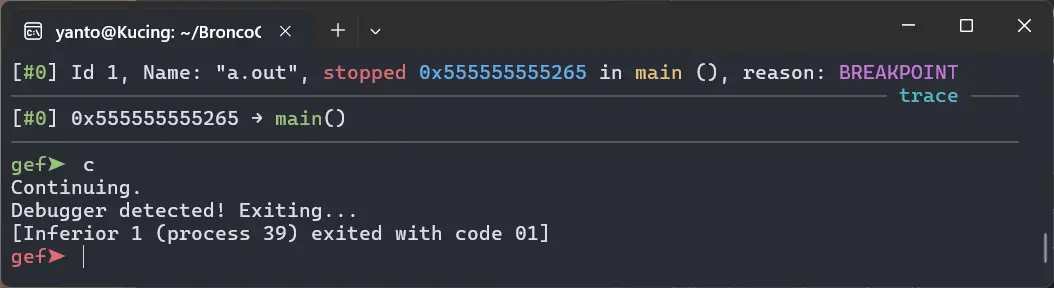 yanto@Kucing: ~/BroncoC
[#0] Id 1, Name: "a.out", stopped 0x555555555265 in main (), reason: BREAKPOINT
trace
[#0] 0x555555555265 → main()
gef➤ c
Continuing.
Debugger detected! Exiting...
[Inferior 1 (process 39) exited with code 01]
gef➤